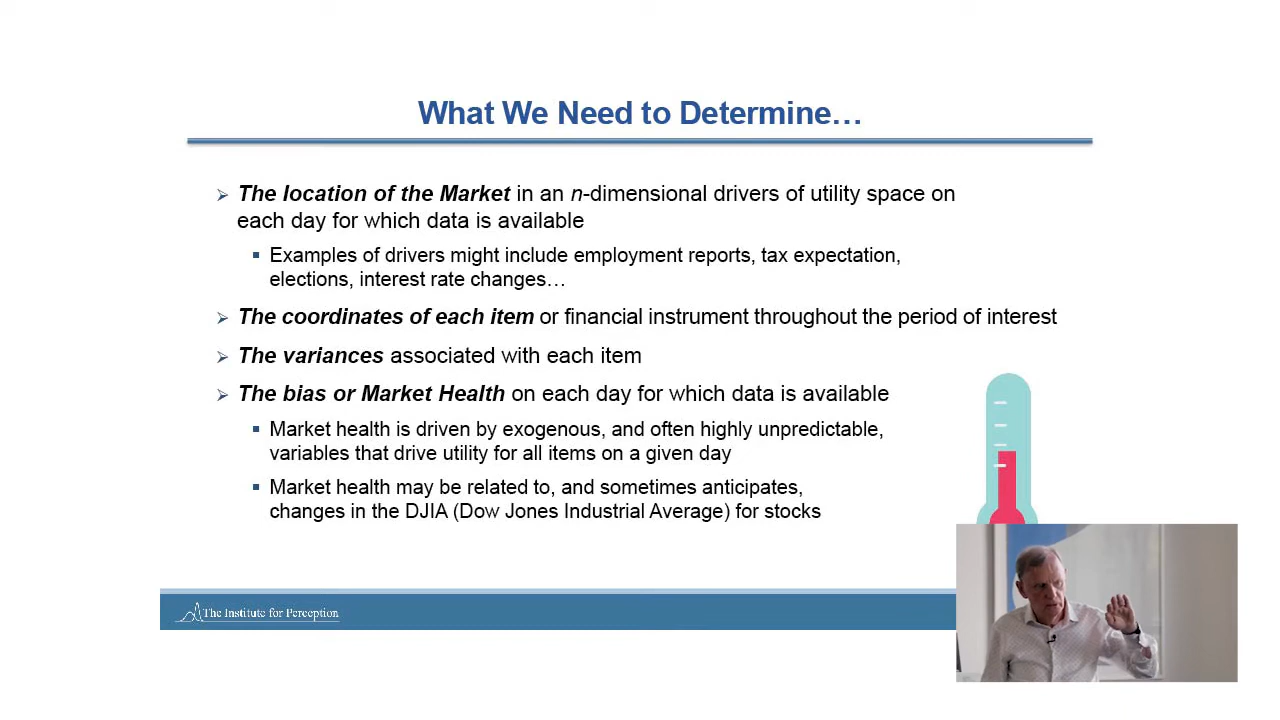 What We Need to Determine…
The location of the Market in an n-dimensional drivers of utility space on
each day for which data is available
Examples of drivers might include employment reports, tax expectation,
elections, interest rate changes…
The coordinates of each item or financial instrument throughout the period of interest
The variances associated with each item
The bias or Market Health on each day for which data is available
Market health is driven by exogenous, and often highly unpredictable,
variables that drive utility for all items on a given day
Market health may be related to, and sometimes anticipates,
changes in the DJIA (Dow Jones Industrial Average) for stocks
The Institute for Perception